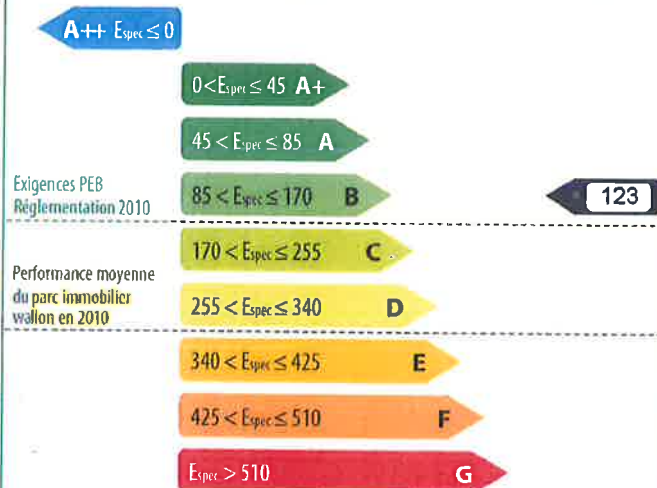 A++ Espec ≤ 0
0 < Espec ≤ 45 A+
45 < Espec ≤ 85 A
Exigences PEB
Réglementation 2010
85 < Espec ≤ 170 B
123
170 < Espec ≤ 255 C
Performance moyenne
du parc immobilier
wallon en 2010
255 < Espec ≤ 340 D
340 < Espec ≤ 425 E
425 < Espec ≤ 510 F
Espec > 510 G